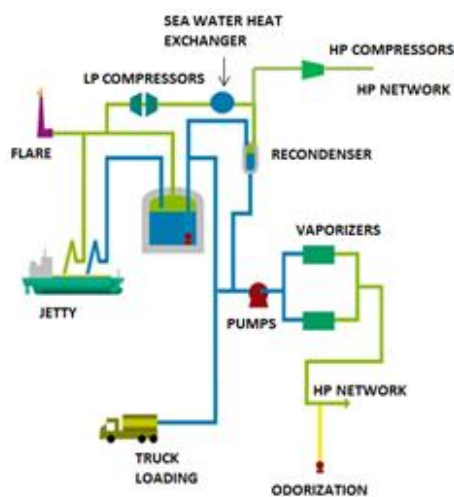 SEA WATER HEAT
EXCHANGER
HP COMPRESSORS
LP COMPRESSORS
HP NETWORK
FLARE
RECONDENSER
VAPORIZERS
JETTY
PUMPS
HP NETWORK
TRUCK
LOADING
ODORIZATION